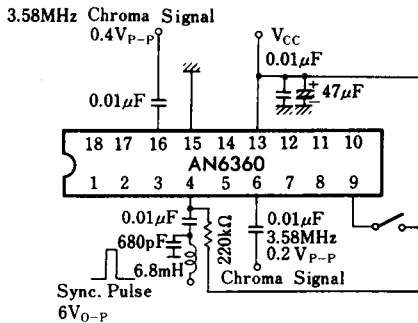 3.58MHz Chroma Signal
0.4VP-P
VCC
0.01μF
0.01μF
+
47μF
−
18 17 16 15 14 13 12 11 10
AN6360
1 2 3 4 5 6 7 8 9
0.01μF
680pF
6.8mH
220kΩ
0.01μF
3.58MHz
0.2 VP-P
Chroma Signal
Sync. Pulse
6VO-P